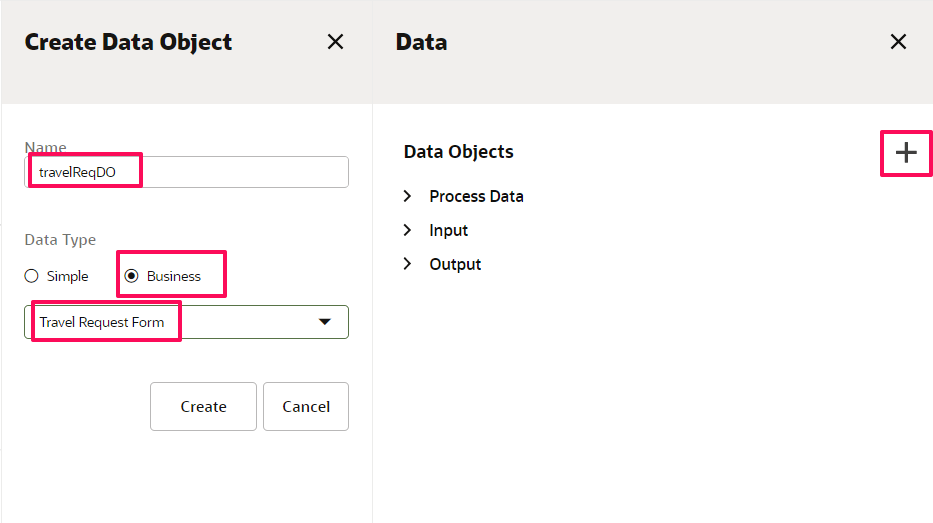 Create Data Object
Name
travelReqDO
Data Type
Simple
Business
Travel Request Form
Create
Cancel
Data
Data Objects
Process Data
Input
Output